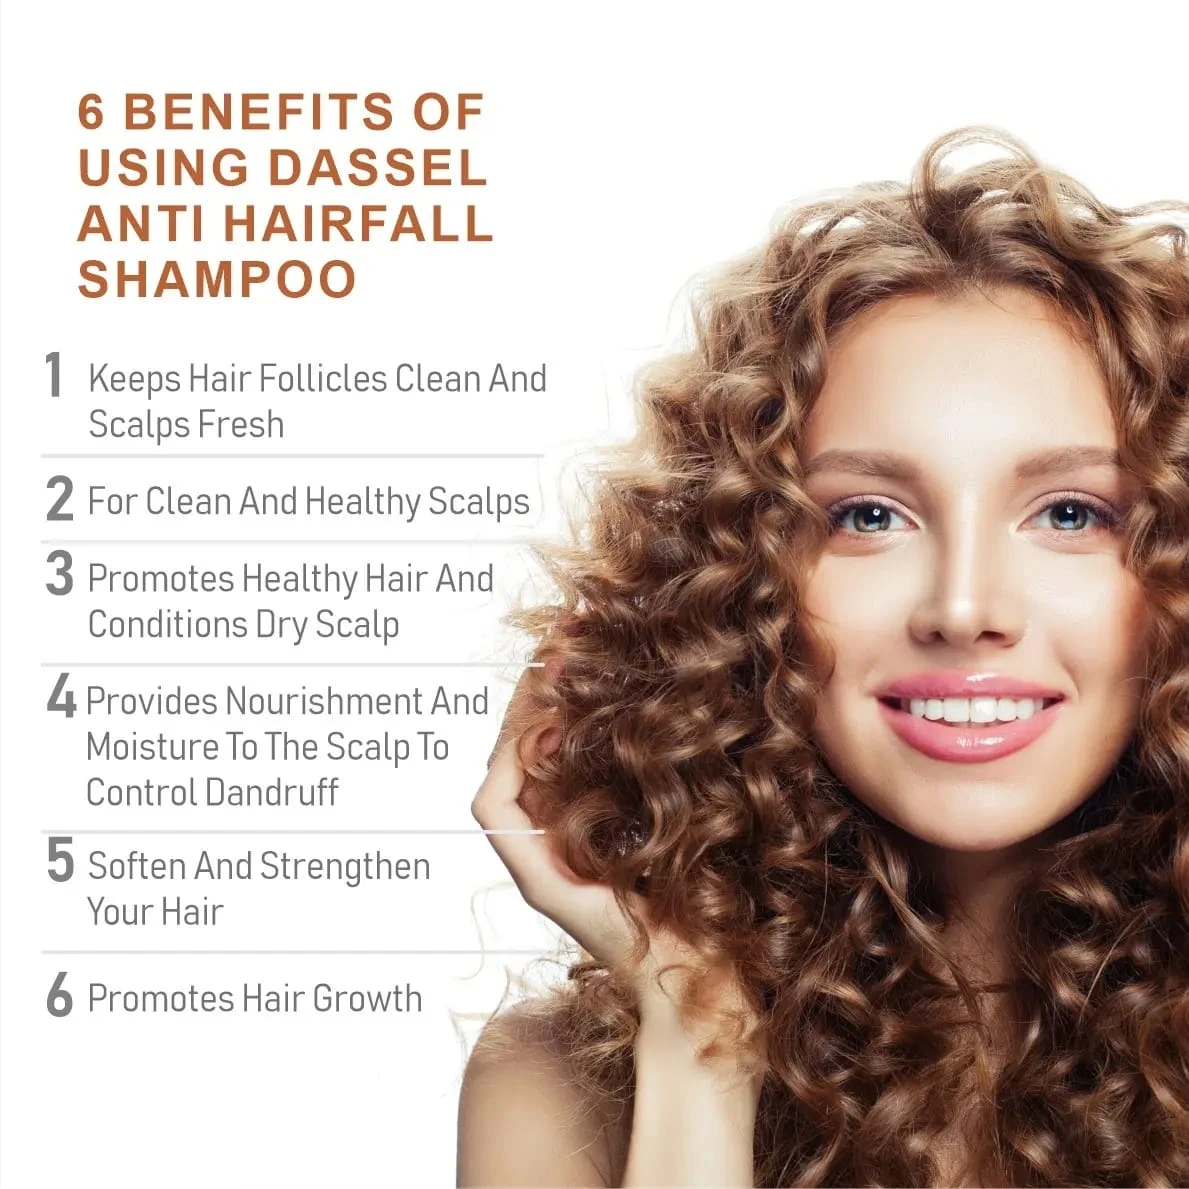 6 BENEFITS OF
USING DASSEL
ANTI HAIRFALL
SHAMPOO
1 Keeps Hair Follicles Clean And
Scalps Fresh
2 For Clean And Healthy Scalps
3 Promotes Healthy Hair And
Conditions Dry Scalp
4 Provides Nourishment And
Moisture To The Scalp To
Control Dandruff
5 Soften And Strengthen
Your Hair
6 Promotes Hair Growth